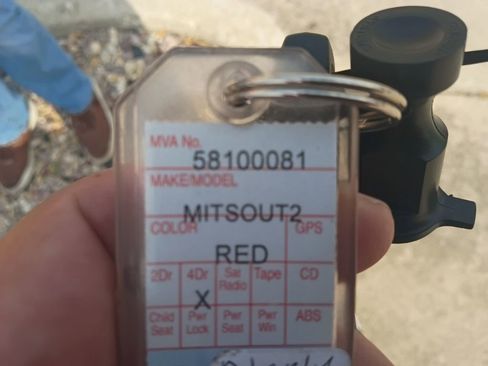 MVA No.
58100081
MAKE/MODEL
MITSOUT2
COLOR GPS
RED
2Dr 4Dr Sat Radio Tape CD
X
Child Seat Pwr Lock Pwr Seat Pwr Win ABS